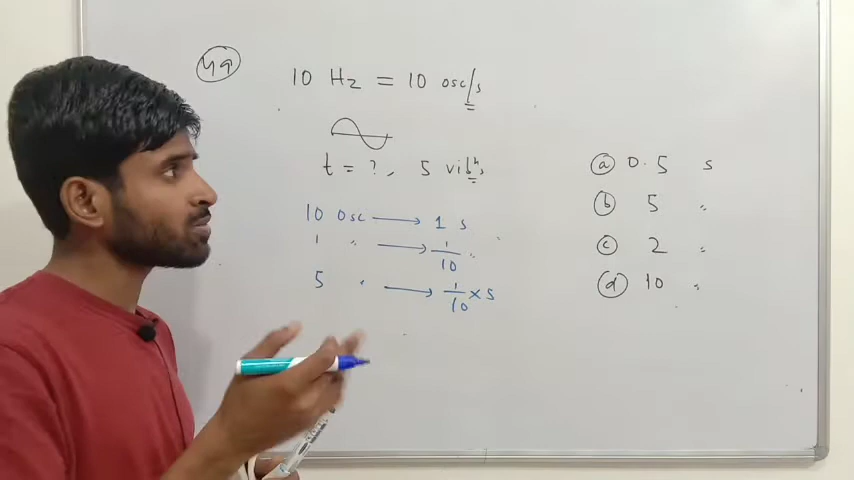 49
10 Hz = 10 osc/s
t = ?, 5 vibⁿs
10 osc → 1 s
1 〃 → 1/10 〃
5 〃 → 1/10 × 5
(a) 0.5 s
(b) 5 〃
(c) 2 〃
(d) 10 〃